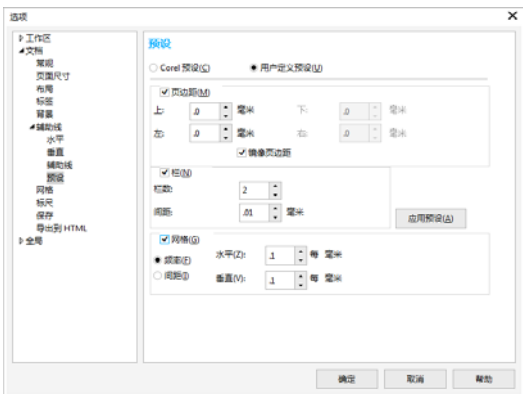 选项
工作区
文档
常规
页面尺寸
布局
标签
背景
辅助线
水平
垂直
辅助线
预设
网格
标尺
保存
导出到 HTML
全局
预设
Corel 预设(C) 用户定义预设(U)
页边距(M)
上: .0 毫米 下: .0 毫米
左: .0 毫米 右: .0 毫米
镜像页边距
栏(N)
栏数: 2
间距: .01 毫米
应用预设(A)
网格(G)
频率(F) 水平(Z): .1 每 毫米
间距(I) 垂直(V): .1 每 毫米
确定 取消 帮助